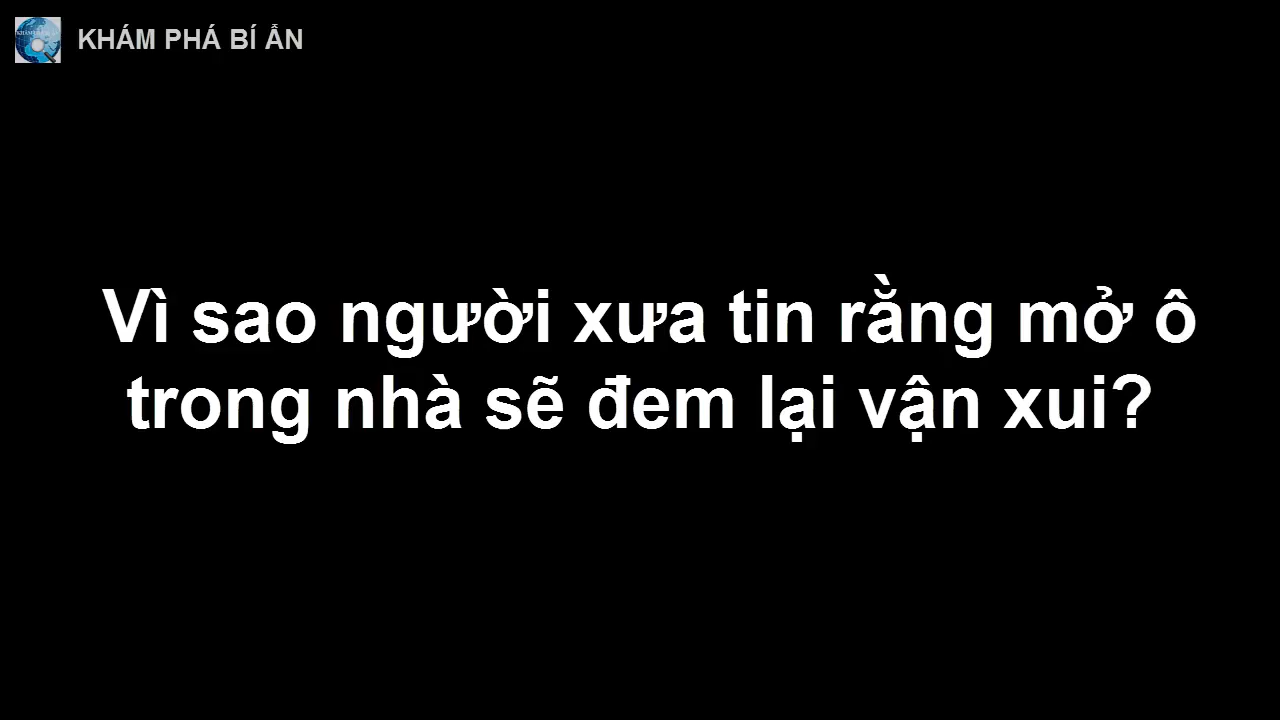 KHÁM PHÁ BÍ ẨN
Vì sao người xưa tin rằng mở ô
trong nhà sẽ đem lại vận xui?